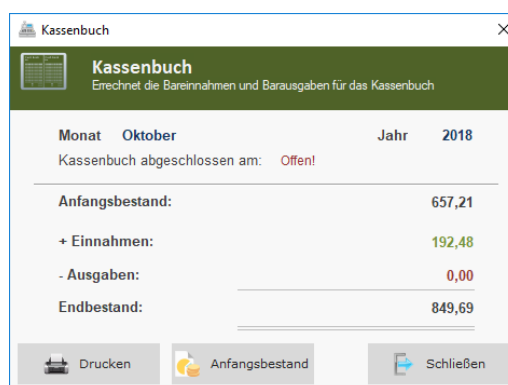 Kassenbuch
Kassenbuch
Errechnet die Bareinnahmen und Barausgaben für das Kassenbuch
Monat Oktober Jahr 2018
Kassenbuch abgeschlossen am: Offen!
Anfangsbestand: 657,21
+ Einnahmen: 192,48
- Ausgaben: 0,00
Endbestand: 849,69
Drucken Anfangsbestand Schließen